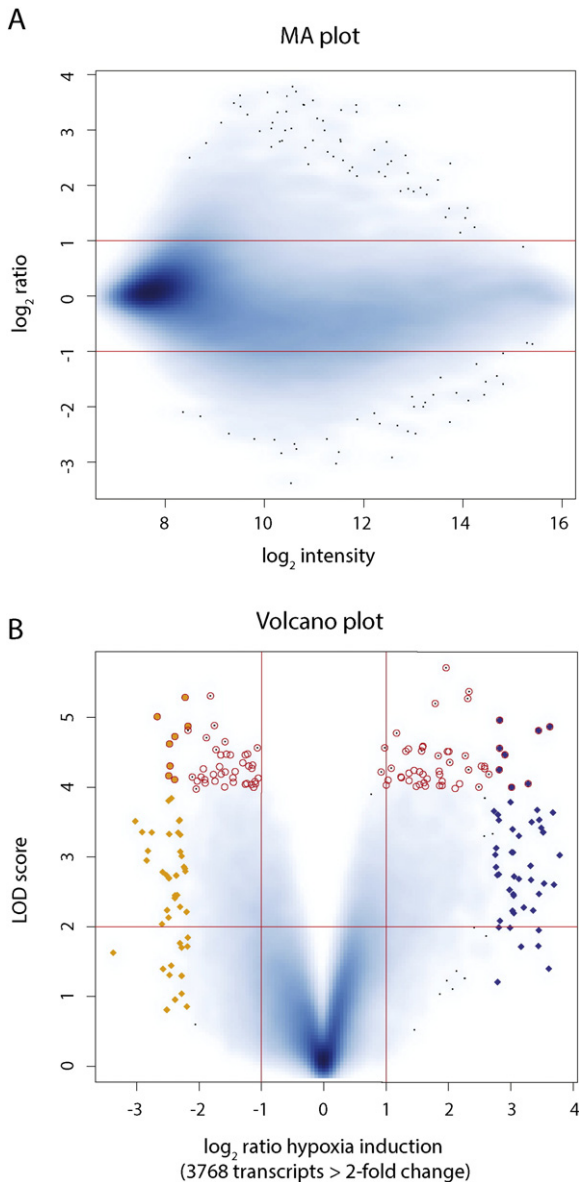 A
MA plot
4
3
2
1
0
-1
-2
-3
log2 ratio
8 10 12 14 16
log2 intensity
B
Volcano plot
5
4
3
2
1
0
LOD score
-3 -2 -1 0 1 2 3 4
log2 ratio hypoxia induction
(3768 transcripts > 2-fold change)